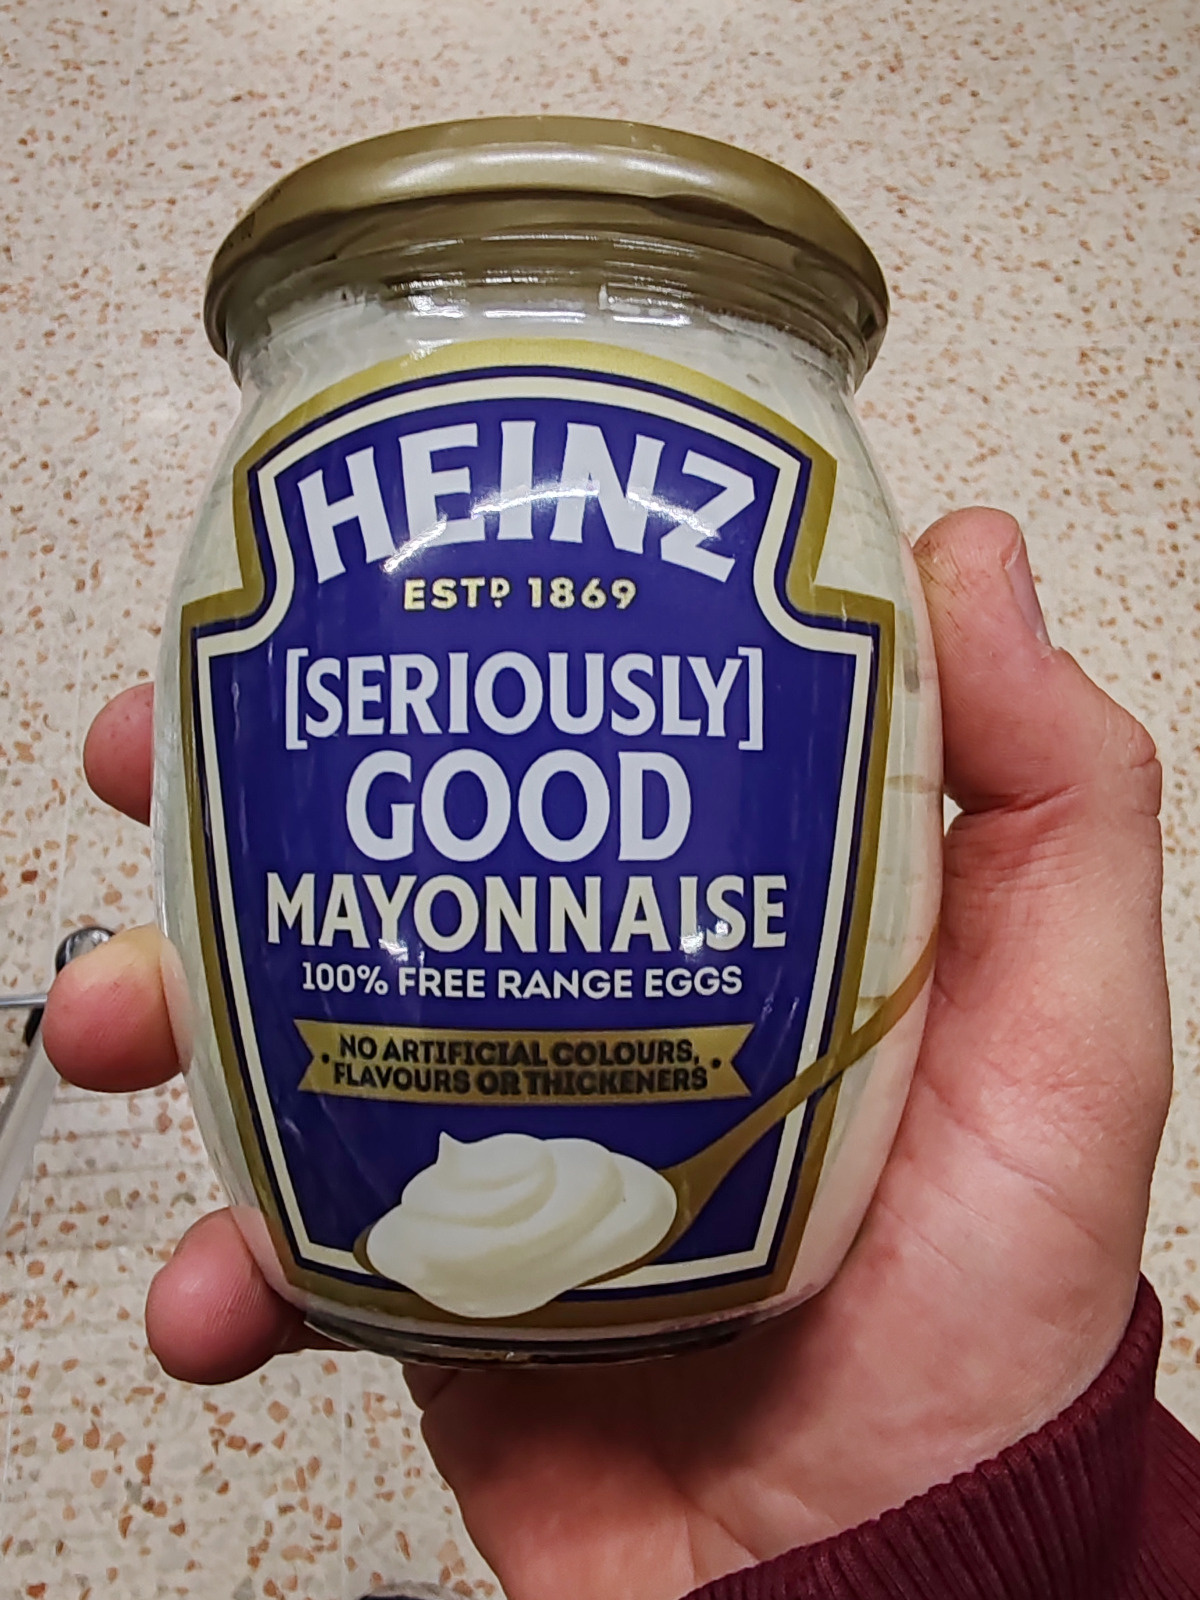 HEINZ
ESTD 1869
[SERIOUSLY]
GOOD
MAYONNAISE
100% FREE RANGE EGGS
• NO ARTIFICIAL COLOURS, •
FLAVOURS OR THICKENERS